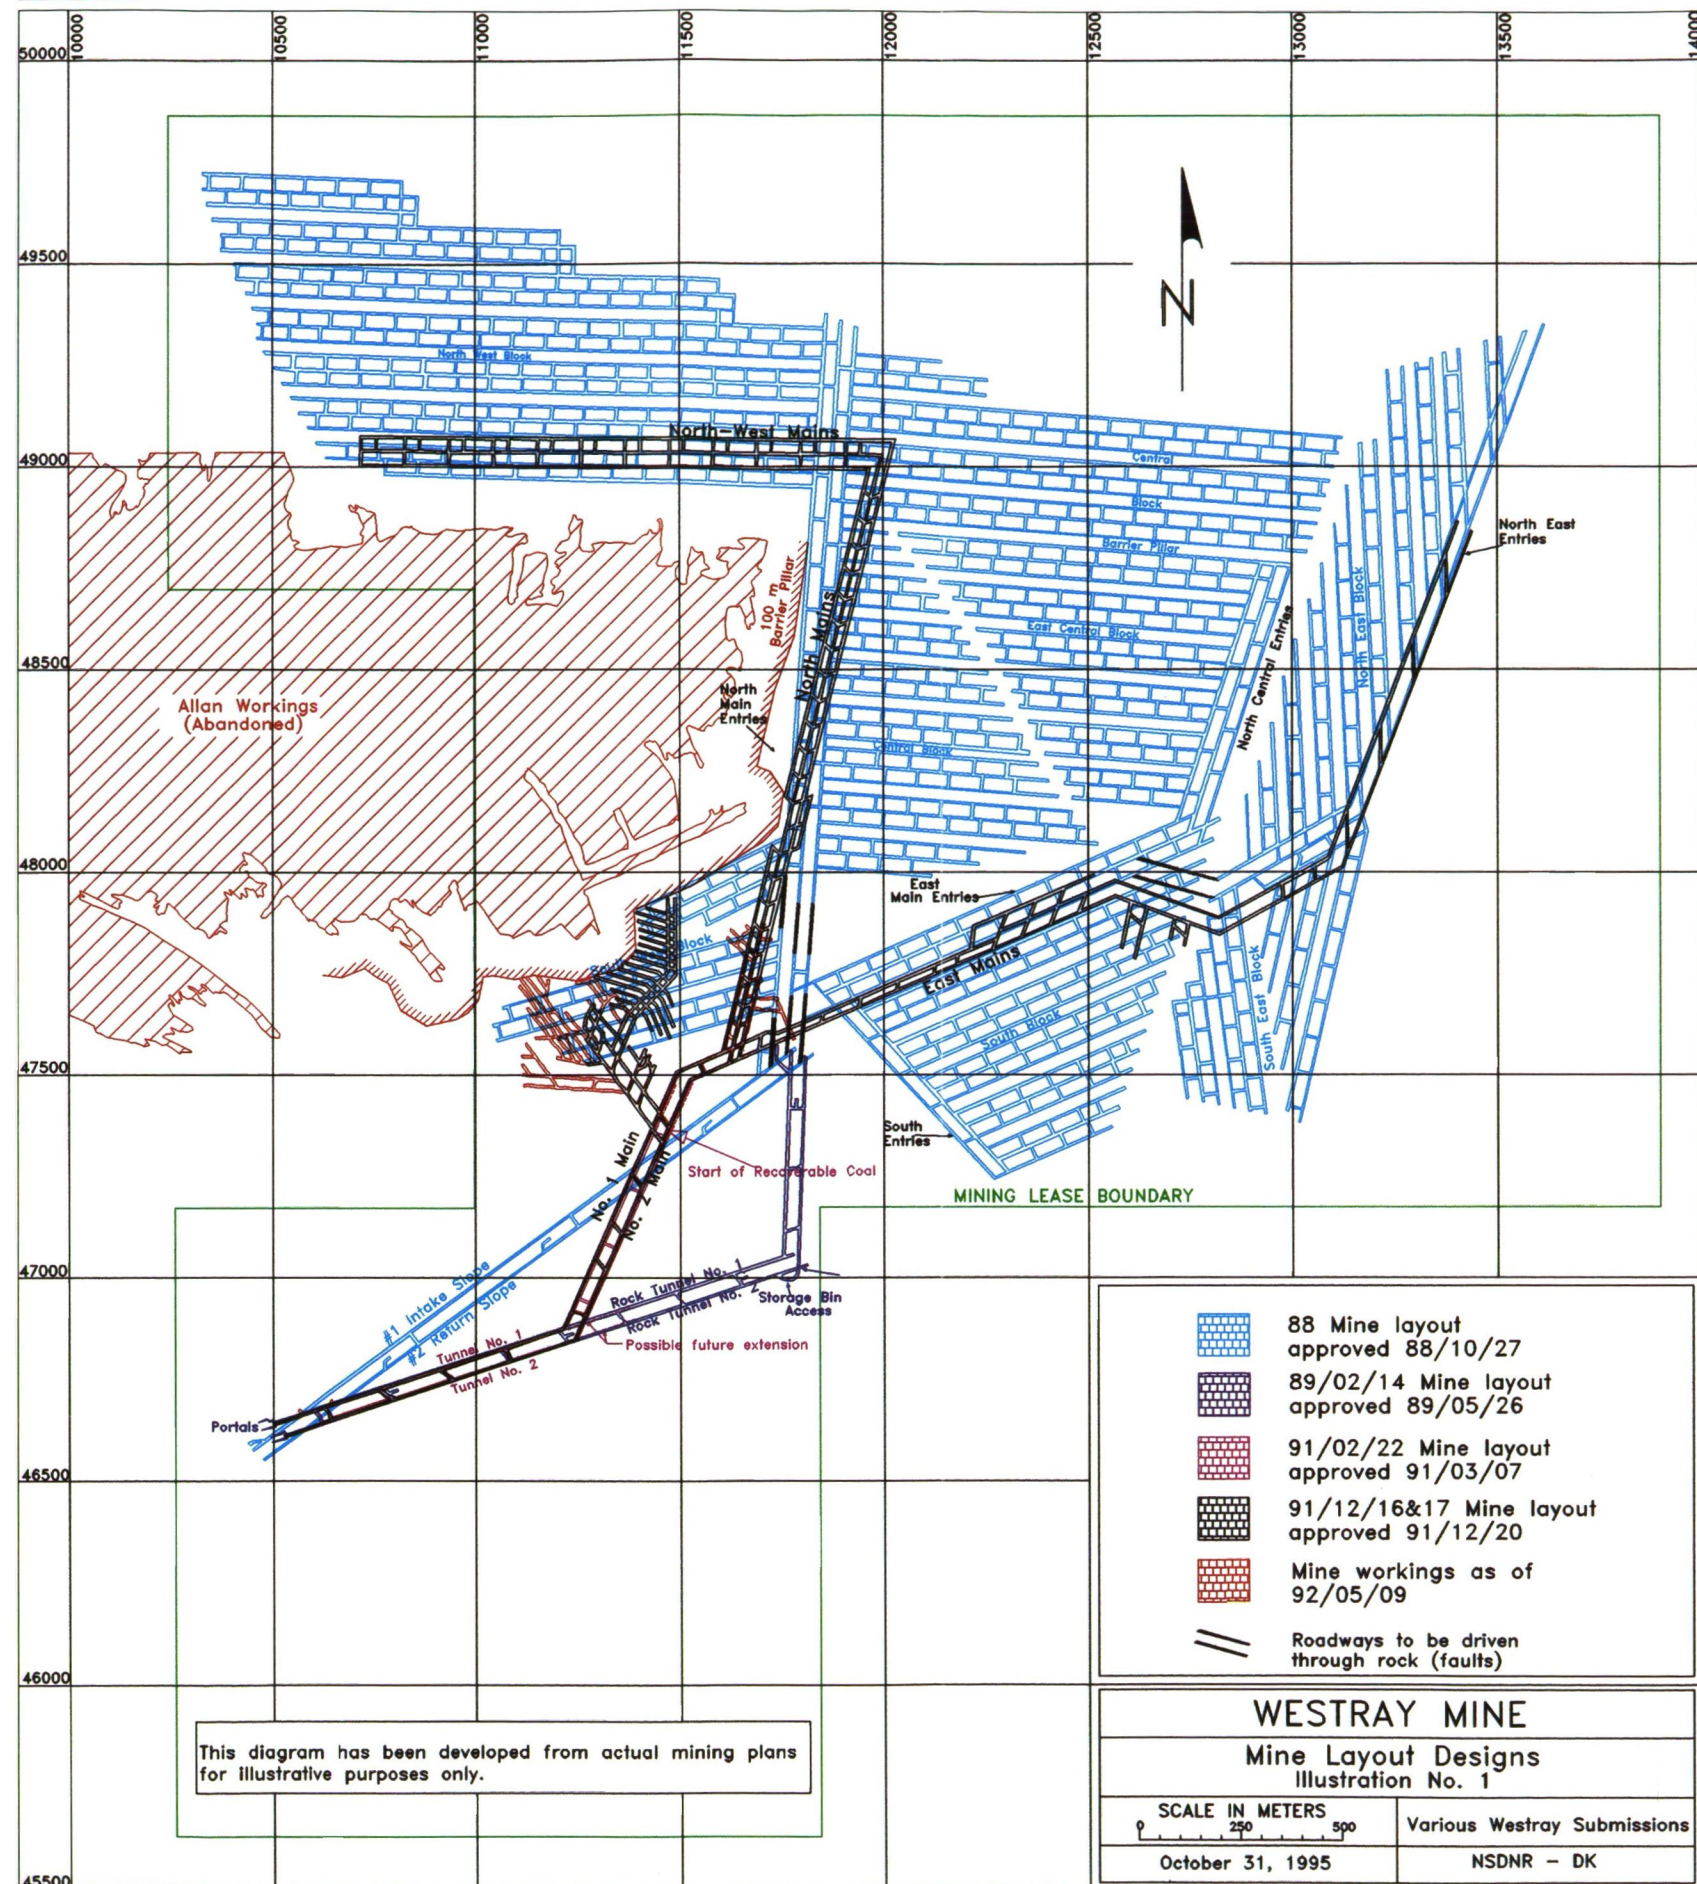 10000
10500
11000
11500
12000
12500
13000
13500
14000
50000
49500
49000
48500
48000
47500
47000
46500
46000
45500
N
North West Block
North-West Mains
Central
Block
Barrier Pillar
North East
Entries
100 m
Barrier Pillar
North Mains
East Central Block
North Central Entries
North East Block
Allan Workings
(Abandoned)
North
Main
Entries
Central Block
East
Main Entries
South
Block
East Mains
South Block
South East Block
South
Entries
No. 1 Main
No. 2 Main
Start of Recoverable Coal
MINING LEASE BOUNDARY
#1 Intake Slope
#2 Return Slope
Rock Tunnel No. 1
Rock Tunnel No. 2
Storage Bin
Access
Tunnel No. 1
Tunnel No. 2
Possible future extension
Portals
88 Mine layout
approved 88/10/27
89/02/14 Mine layout
approved 89/05/26
91/02/22 Mine layout
approved 91/03/07
91/12/16&17 Mine layout
approved 91/12/20
Mine workings as of
92/05/09
Roadways to be driven
through rock (faults)
This diagram has been developed from actual mining plans
for illustrative purposes only.
WESTRAY MINE
Mine Layout Designs
Illustration No. 1
SCALE IN METERS
0 250 500
Various Westray Submissions
October 31, 1995
NSDNR - DK